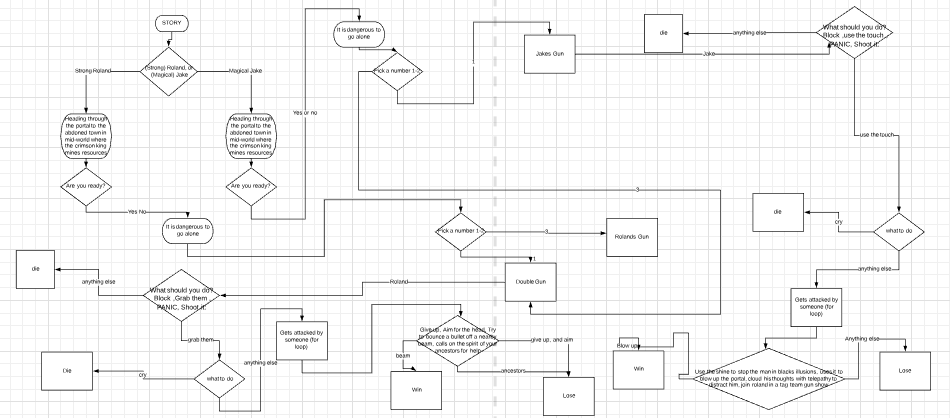 STORY
(Strong) Roland, or
(Magical) Jake
Strong Roland
Magical Jake
Heading through
the portal to the
abdoned town in
mid-world where
the crimson king
mines resources
Are you ready?
Yes No
It is dangerous to
go alone
Heading through
the portal to the
abdoned town in
mid-world where
the crimson king
mines resources
Are you ready?
Yes or no
It is dangerous to
go alone
Pick a number 1-
Jakes Gun
Jake
die
anything else
What should you do?
Block ,use the touch
PANIC, Shoot it.
use the touch
3
Pick a number 1-
3
Rolands Gun
1
Double Gun
Roland
die
anything else
What should you do?
Block ,Grab them
PANIC, Shoot it.
grab them
Die
cry
what to do
anything else
Gets attacked by
someone (for
loop)
Give up, Aim for the head, Try
to bounce a bullet off a nearby
beam, calls on the spirit of your
ancestors for help
beam
Win
give up, and aim
ancestors
Lose
die
cry
what to do
anything else
Gets attacked by
someone (for
loop)
Use the shine to stop the man in blacks illusions, use it to
blow up the portal, cloud his thoughts with telepathy to
distract him, join roland in a tag team gun show
Blow up
Win
Anything else
Lose